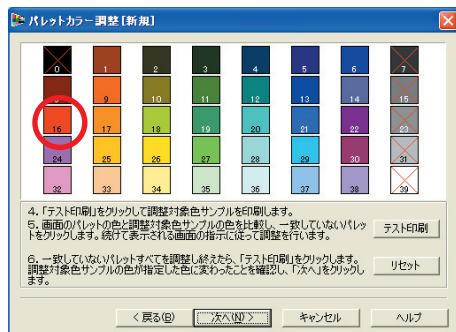 パレットカラー調整[新規]
0 1 2 3 4 5 6 7
8 9 10 11 12 13 14 15
16 17 18 19 20 21 22 23
24 25 26 27 28 29 30 31
32 33 34 35 36 37 38 39
4. 「テスト印刷」をクリックして調整対象色サンプルを印刷します。
5. 画面のパレットの色と調整対象色サンプルの色を比較し、一致していないパレッ
トをクリックします。続けて表示される画面の指示にて従って調整を行います。
テスト印刷
6. 一致していないパレットすべてを調整し終えたら、「テスト印刷」をクリックします。
調整対象色サンプルの色が指定した色に変わったことを確認し、「次へ」をクリックし
ます。
リセット
< 戻る(B)
次へ(N) >
キャンセル
ヘルプ